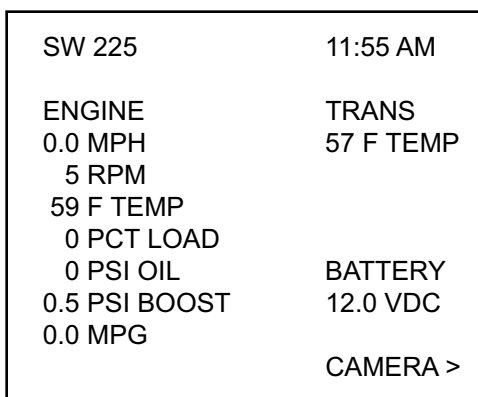 SW 225 11:55 AM
ENGINE TRANS
0.0 MPH 57 F TEMP
5 RPM
59 F TEMP
0 PCT LOAD
0 PSI OIL BATTERY
0.5 PSI BOOST 12.0 VDC
0.0 MPG
CAMERA >